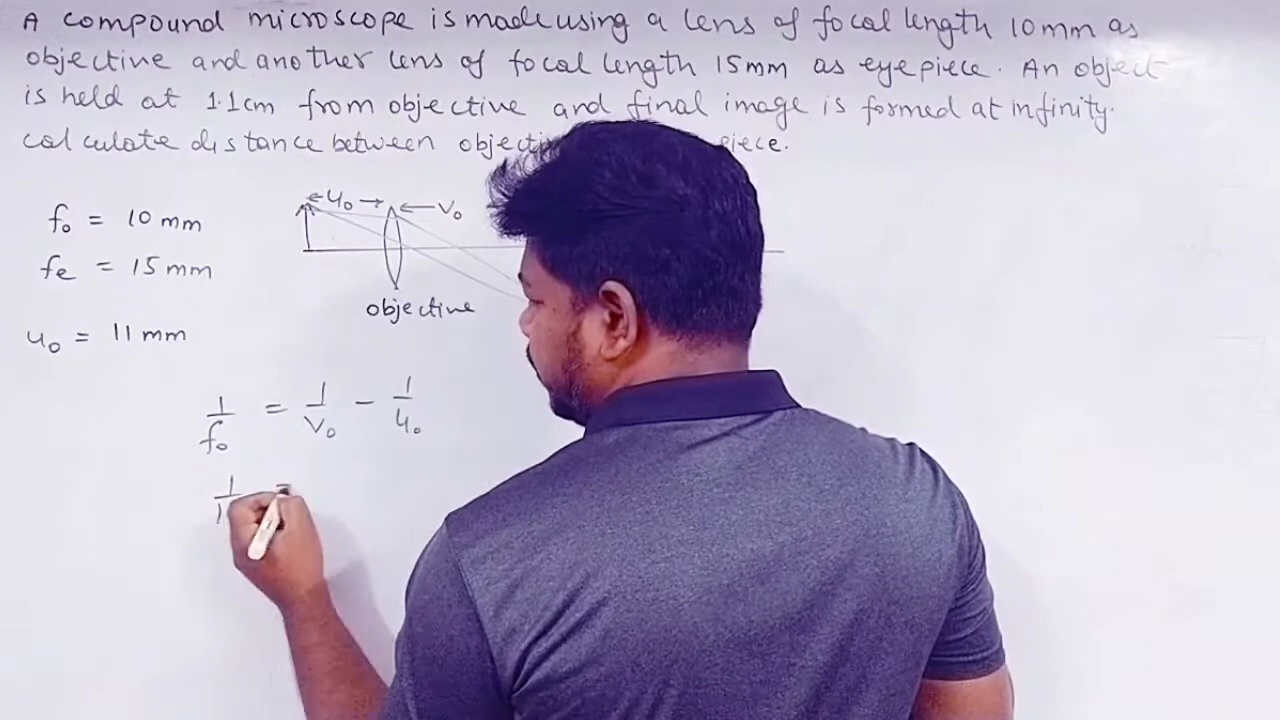 A compound microscope is made using a lens of focal length 10mm as
objective and another lens of focal length 15mm as eyepiece. An object
is held at 1.1cm from objective and final image is formed at infinity.
calculate distance between piece.
f₀ = 10 mm
fe = 15 mm
u₀ = 11 mm
← u₀ → ← v₀
objective
1/f₀ = 1/v₀ - 1/u₀